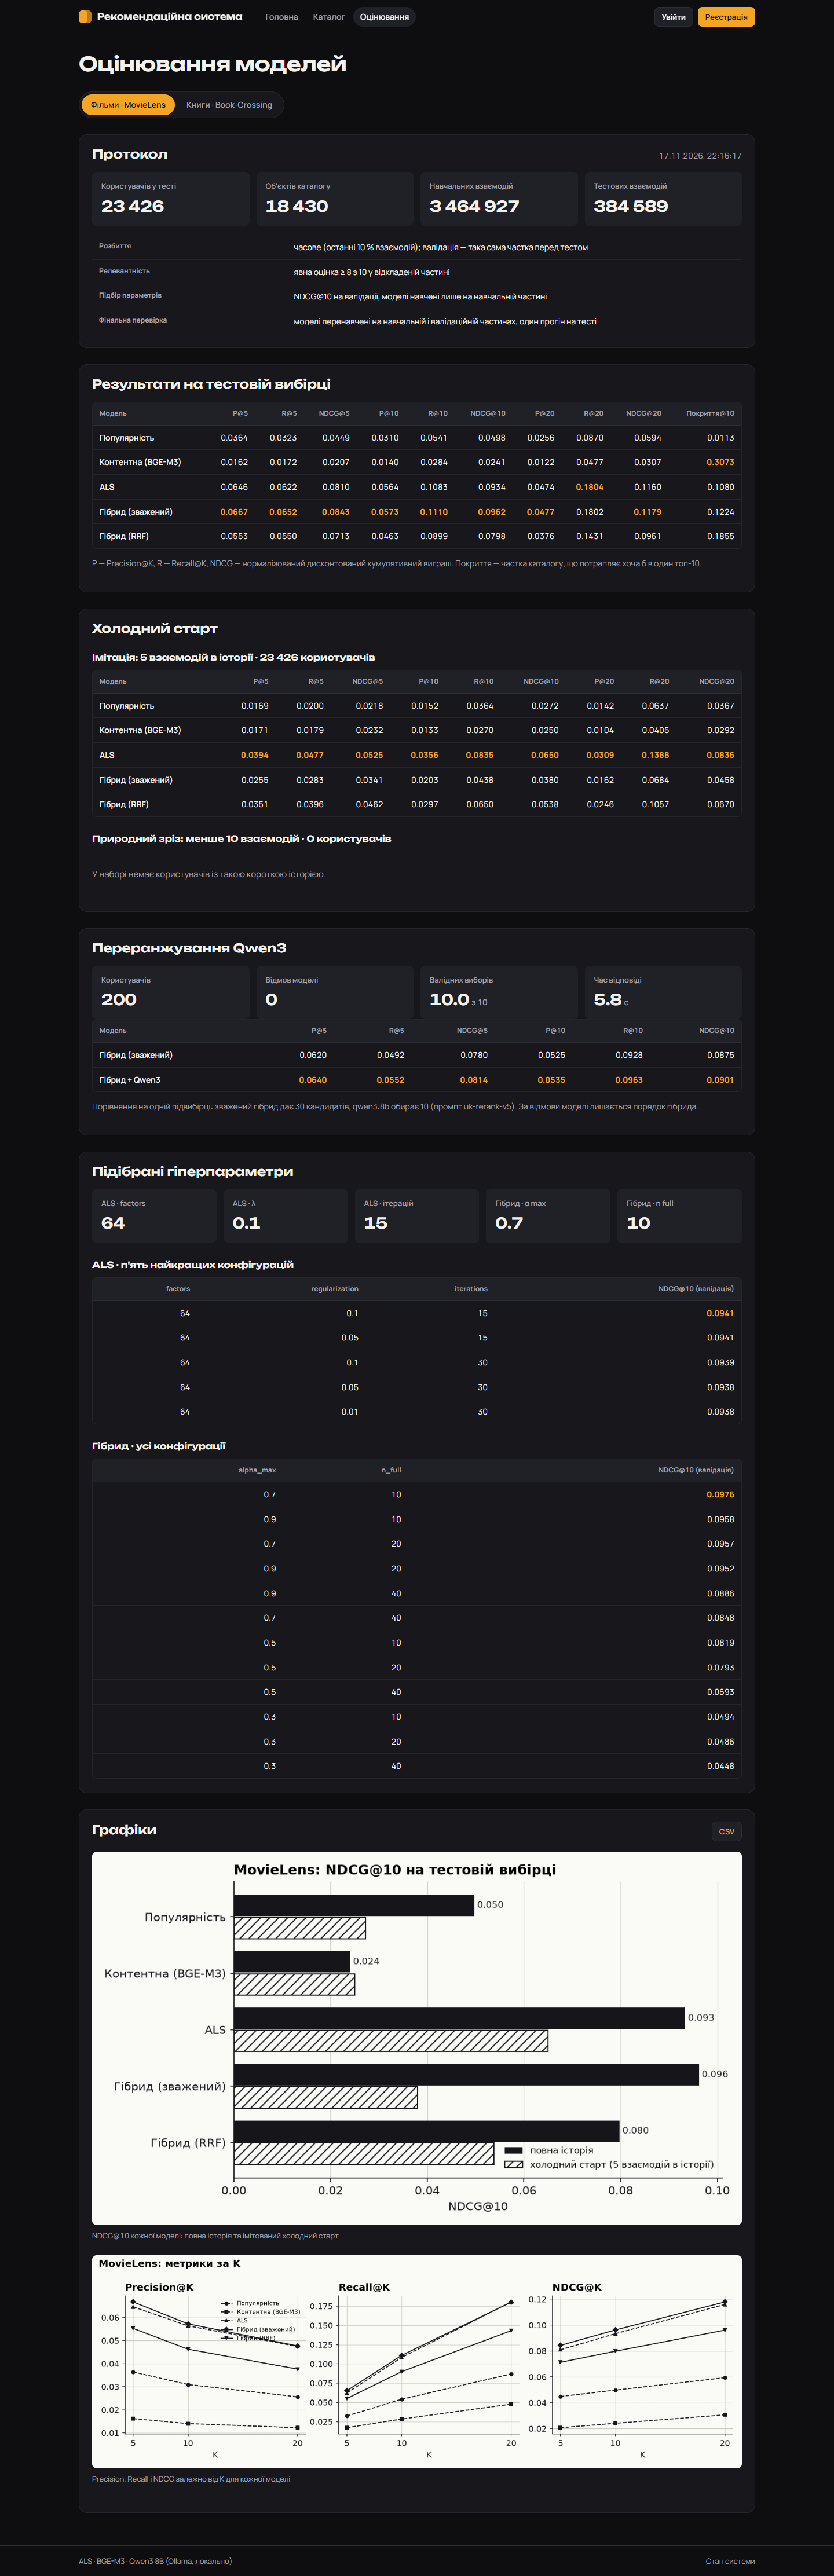 Рекомендаційна система Головна Каталог Оцінювання Увійти Реєстрація
Оцінювання моделей
Фільми · MovieLens Книги · Book-Crossing
Протокол 17.11.2026, 22:16:17
Користувачів у тесті Об'єктів каталогу Навчальних взаємодій Тестових взаємодій
23 426 18 430 3 464 927 384 589
Розбиття часове (останні 10 % взаємодій); валідація — така сама частка перед тестом
Релевантність явна оцінка ≥ 8 з 10 у відкладеній частині
Підбір параметрів NDCG@10 на валідації, моделі навчені лише на навчальній частині
Фінальна перевірка моделі перенавчені на навчальній і валідаційній частинах, один прогін на тесті
Результати на тестовій вибірці
Модель P@5 R@5 NDCG@5 P@10 R@10 NDCG@10 P@20 R@20 NDCG@20 Покриття@10
Популярність 0.0364 0.0323 0.0449 0.0310 0.0541 0.0498 0.0256 0.0870 0.0594 0.0113
Контентна (BGE-M3) 0.0162 0.0172 0.0207 0.0140 0.0284 0.0241 0.0122 0.0477 0.0307 0.3073
ALS 0.0646 0.0622 0.0810 0.0564 0.1083 0.0934 0.0474 0.1804 0.1160 0.1080
Гібрид (зважений) 0.0667 0.0652 0.0843 0.0573 0.1110 0.0962 0.0477 0.1802 0.1179 0.1224
Гібрид (RRF) 0.0553 0.0550 0.0713 0.0463 0.0899 0.0798 0.0376 0.1431 0.0961 0.1855
P — Precision@K, R — Recall@K, NDCG — нормалізований дисконтований кумулятивний виграш. Покриття — частка каталогу, що потрапляє хоча б в один топ-10.
Холодний старт
Імітація: 5 взаємодій в історії · 23 426 користувачів
Модель P@5 R@5 NDCG@5 P@10 R@10 NDCG@10 P@20 R@20 NDCG@20
Популярність 0.0169 0.0200 0.0218 0.0152 0.0364 0.0272 0.0142 0.0637 0.0367
Контентна (BGE-M3) 0.0171 0.0179 0.0232 0.0133 0.0270 0.0250 0.0104 0.0405 0.0292
ALS 0.0394 0.0477 0.0525 0.0356 0.0835 0.0650 0.0309 0.1388 0.0836
Гібрид (зважений) 0.0255 0.0283 0.0341 0.0203 0.0438 0.0380 0.0162 0.0684 0.0458
Гібрид (RRF) 0.0351 0.0396 0.0462 0.0297 0.0650 0.0538 0.0246 0.1057 0.0670
Природний зріз: менше 10 взаємодій · 0 користувачів
У наборі немає користувачів із такою короткою історією.
Переранжування Qwen3
Користувачів Відмов моделі Валідних виборів Час відповіді
200 0 10.0 з 10 5.8 с
Модель P@5 R@5 NDCG@5 P@10 R@10 NDCG@10
Гібрид (зважений) 0.0620 0.0492 0.0780 0.0525 0.0928 0.0875
Гібрид + Qwen3 0.0640 0.0552 0.0814 0.0535 0.0963 0.0901
Порівняння на одній підвибірці: зважений гібрид дає 30 кандидатів, qwen3:8b обирає 10 (промпт uk-rerank-v5). За відмови моделі лишається порядок гібрида.
Підібрані гіперпараметри
ALS · factors ALS · λ ALS · ітерацій Гібрид · α max Гібрид · n full
64 0.1 15 0.7 10
ALS · п'ять найкращих конфігурацій
factors regularization iterations NDCG@10 (валідація)
64 0.1 15 0.0941
64 0.05 15 0.0941
64 0.1 30 0.0939
64 0.05 30 0.0938
64 0.01 30 0.0938
Гібрид · усі конфігурації
alpha_max n_full NDCG@10 (валідація)
0.7 10 0.0976
0.9 10 0.0958
0.7 20 0.0957
0.9 20 0.0952
0.9 40 0.0886
0.7 40 0.0848
0.5 10 0.0819
0.5 20 0.0793
0.5 40 0.0693
0.3 10 0.0494
0.3 20 0.0486
0.3 40 0.0448
Графіки CSV
MovieLens: NDCG@10 на тестовій вибірці
Популярність 0.050
Контентна (BGE-M3) 0.024
ALS 0.093
Гібрид (зважений) 0.096
Гібрид (RRF) 0.080
повна історія
холодний старт (5 взаємодій в історії)
0.00 0.02 0.04 0.06 0.08 0.10
NDCG@10
NDCG@10 кожної моделі: повна історія та імітований холодний старт
MovieLens: метрики за K
Precision@K Recall@K NDCG@K
Популярність
Контентна (BGE-M3)
ALS
Гібрид (зважений)
Гібрид (RRF)
0.06 0.05 0.04 0.03 0.02 0.01
0.175 0.150 0.125 0.100 0.075 0.050 0.025
0.12 0.10 0.08 0.06 0.04 0.02
5 10 20 5 10 20 5 10 20
K K K
Precision, Recall і NDCG залежно від K для кожної моделі
ALS · BGE-M3 · Qwen3 8B (Ollama, локально) Стан системи